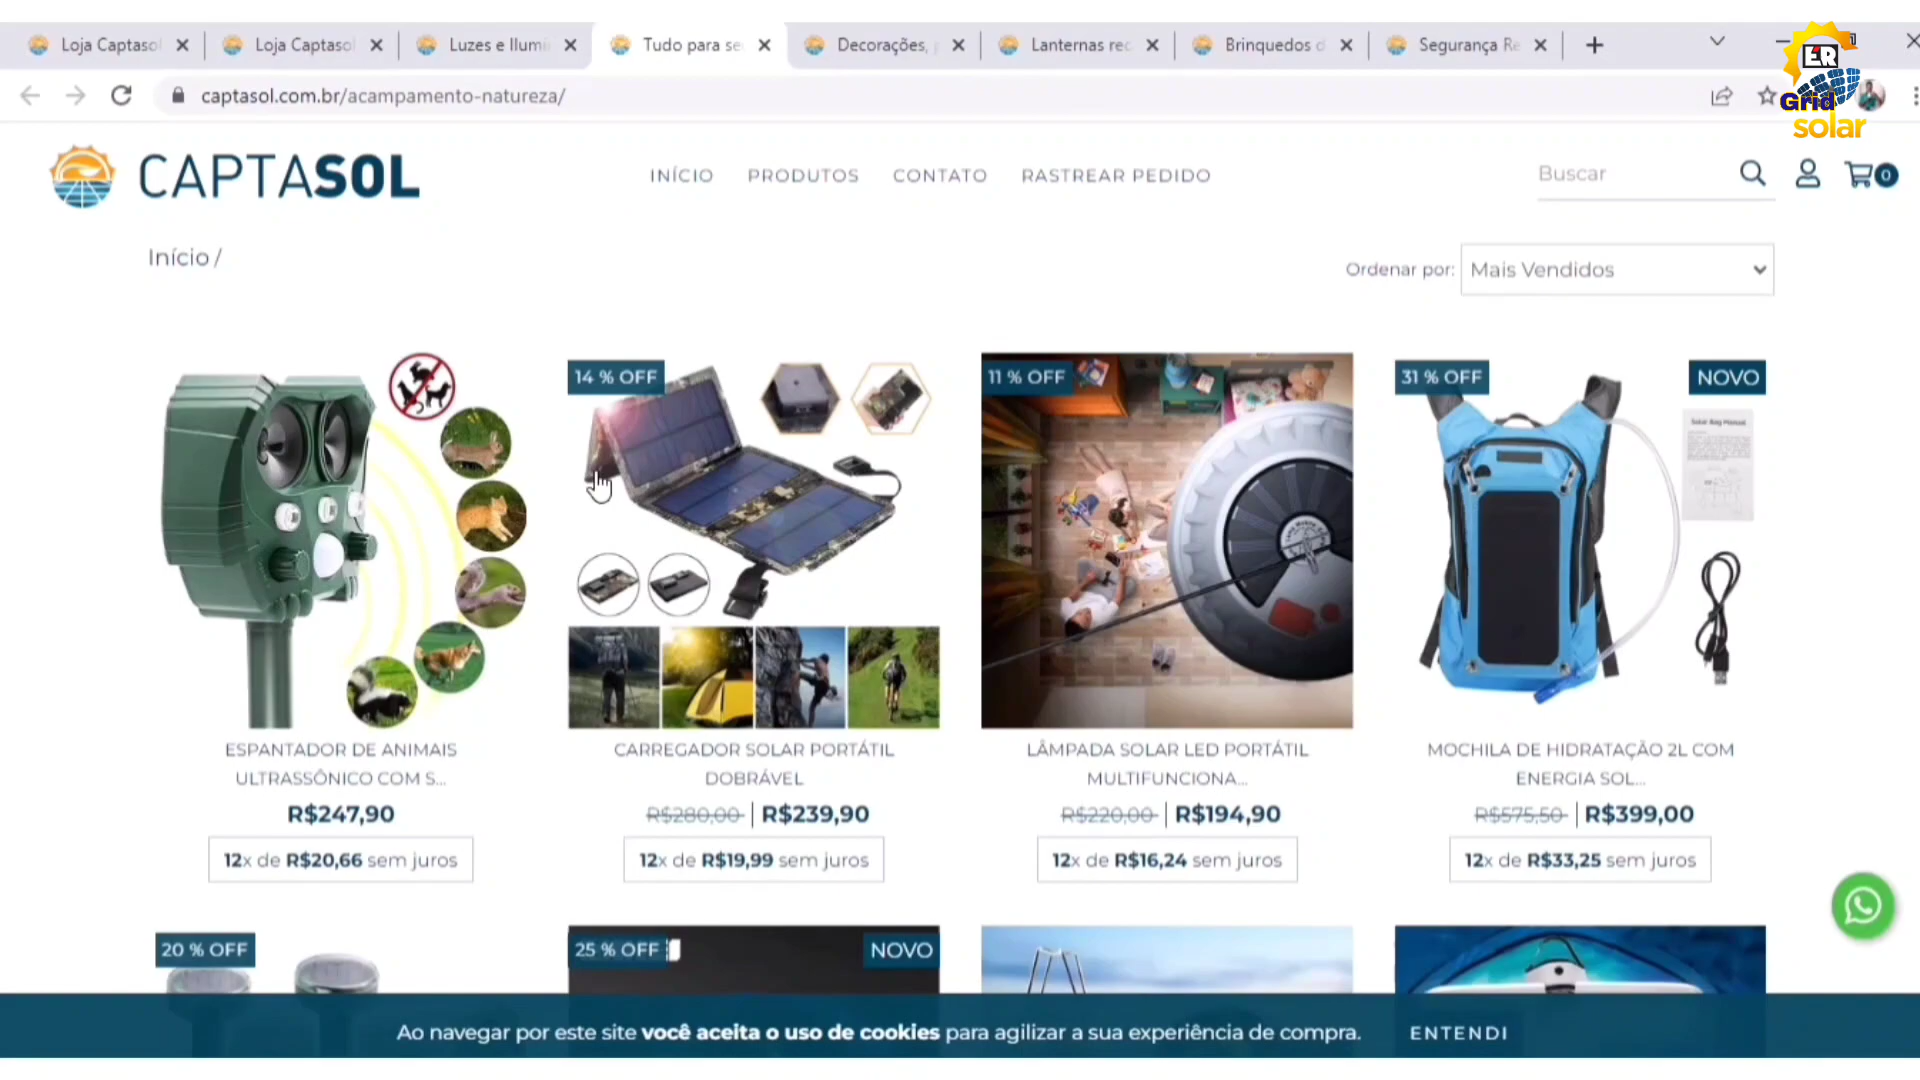 Loja Captasol
Loja Captasol
Luzes e Ilumi
Tudo para se
Decorações,
Lanternas rec
Brinquedos d
Segurança Re
captasol.com.br/acampamento-natureza/
ER
Grid
solar
CAPTASOL
INÍCIO
PRODUTOS
CONTATO
RASTREAR PEDIDO
Buscar
0
Início /
Ordenar por:
Mais Vendidos
14 % OFF
11 % OFF
31 % OFF
NOVO
Solar Bag Manual
ESPANTADOR DE ANIMAIS
ULTRASSÔNICO COM S...
R$247,90
12x de R$20,66 sem juros
CARREGADOR SOLAR PORTÁTIL
DOBRÁVEL
R$280,00 R$239,90
12x de R$19,99 sem juros
LÂMPADA SOLAR LED PORTÁTIL
MULTIFUNCIONA...
R$220,00 R$194,90
12x de R$16,24 sem juros
MOCHILA DE HIDRATAÇÃO 2L COM
ENERGIA SOL...
R$575,50 R$399,00
12x de R$33,25 sem juros
20 % OFF
25 % OFF
NOVO
Ao navegar por este site você aceita o uso de cookies para agilizar a sua experiência de compra.
ENTENDI